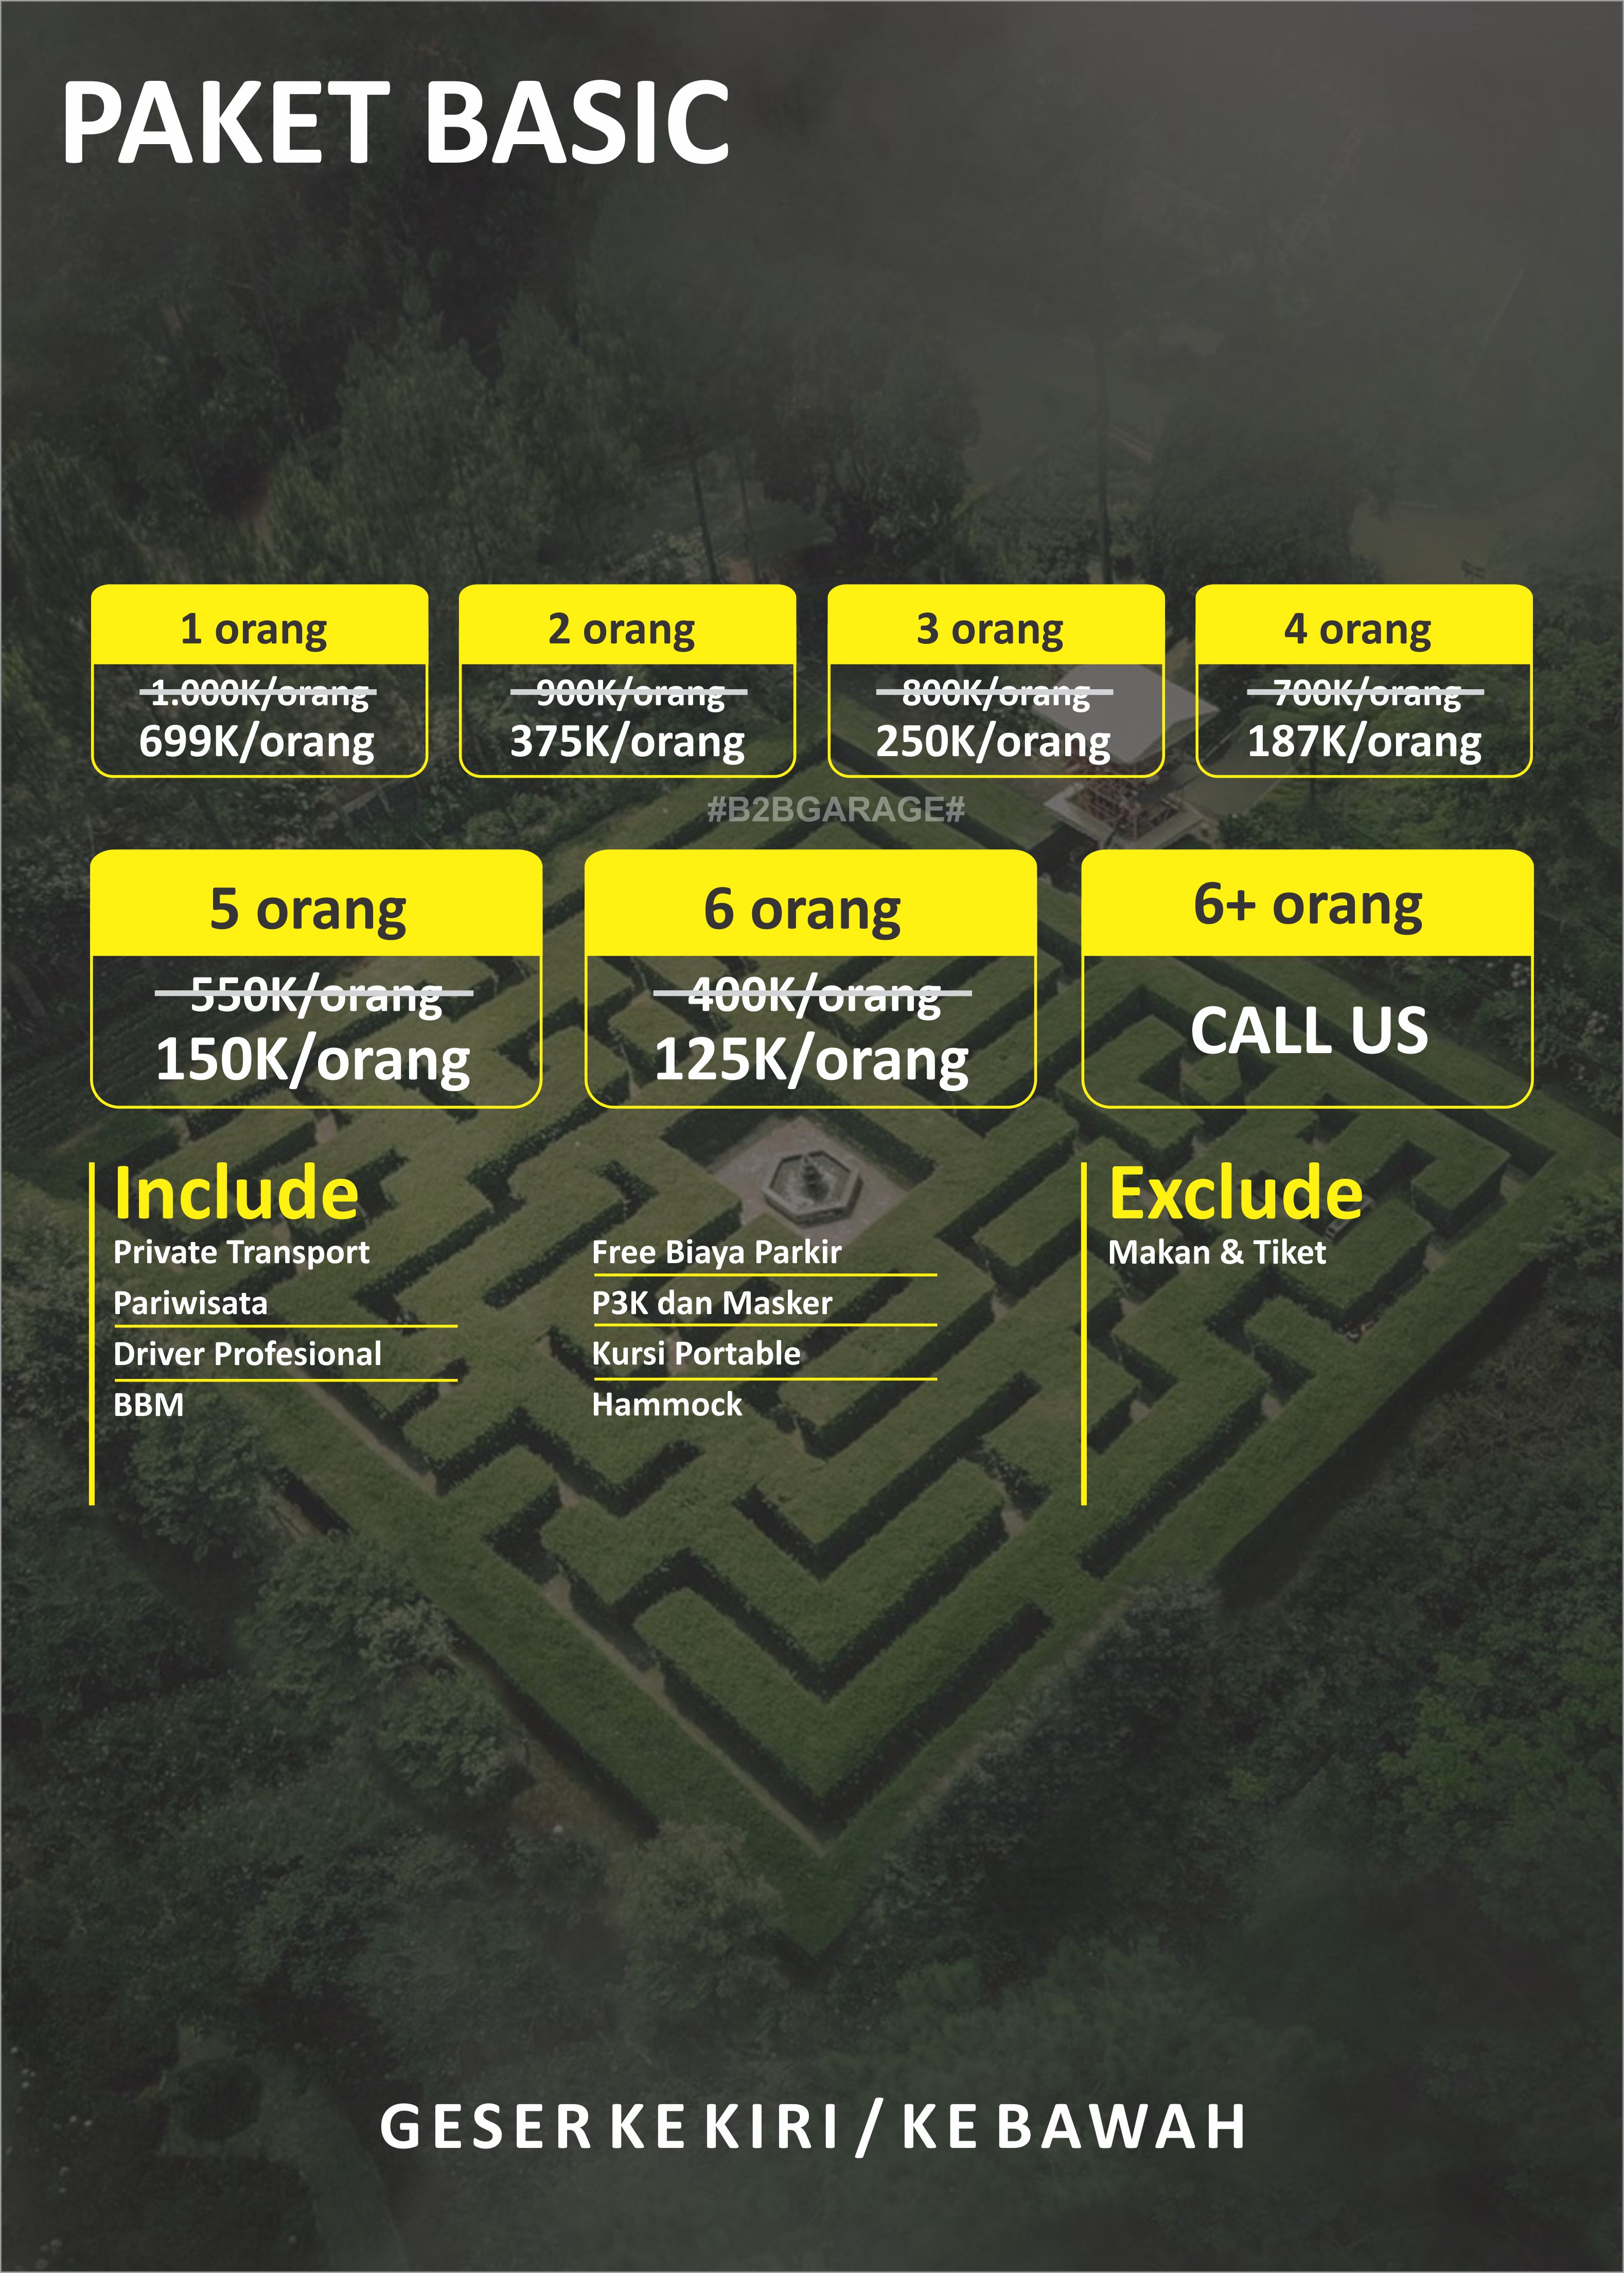 PAKET BASIC
1 orang
1.000K/orang
699K/orang
2 orang
900K/orang
375K/orang
3 orang
800K/orang
250K/orang
4 orang
700K/orang
187K/orang
#B2BGARAGE#
5 orang
550K/orang
150K/orang
6 orang
400K/orang
125K/orang
6+ orang
CALL US
Include
Private Transport
Pariwisata
Driver Profesional
BBM
Free Biaya Parkir
P3K dan Masker
Kursi Portable
Hammock
Exclude
Makan & Tiket
GESER KE KIRI / KE BAWAH